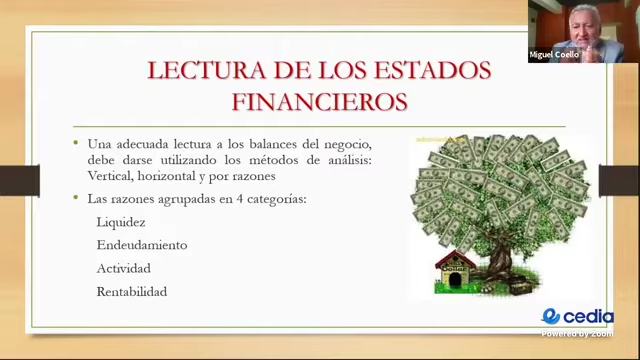 Miguel Coello
LECTURA DE LOS ESTADOS
FINANCIEROS
• Una adecuada lectura a los balances del negocio,
debe darse utilizando los métodos de análisis:
Vertical, horizontal y por razones
• Las razones agrupadas en 4 categorías:
Liquidez
Endeudamiento
Actividad
Rentabilidad
cedia
Powered by Zoom